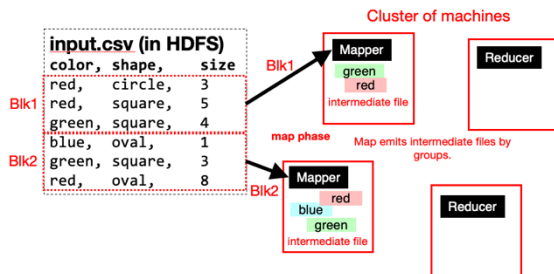 Cluster of machines
input.csv (in HDFS)
color, shape, size
red, circle, 3
red, square, 5
green, square, 4
blue, oval, 1
green, square, 3
red, oval, 8
Blk1
Blk2
Blk1
Mapper
green
red
intermediate file
Reducer
map phase
Map emits intermediate files by
groups.
Blk2
Mapper
red
blue
green
intermediate file
Reducer